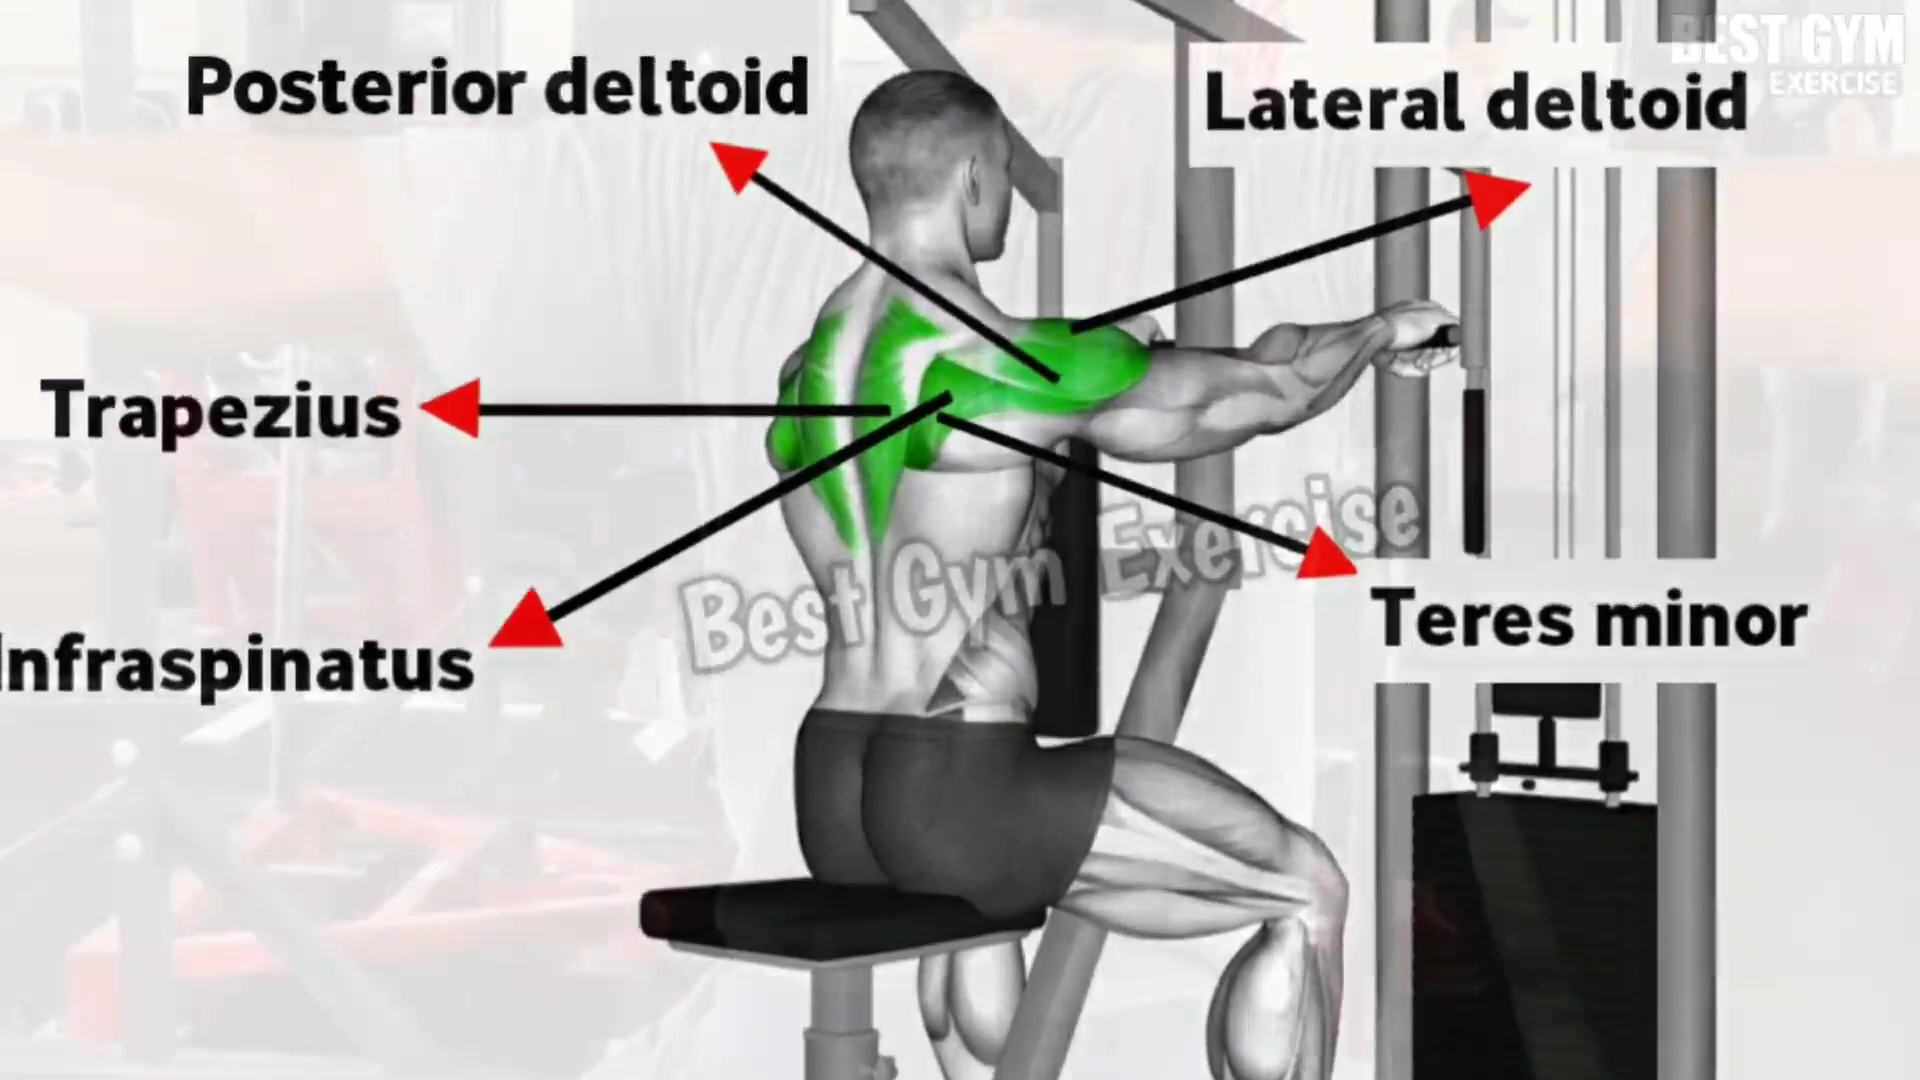 BEST GYM
EXERCISE
Posterior deltoid
Lateral deltoid
Trapezius
Best Gym Exercise
Teres minor
Infraspinatus